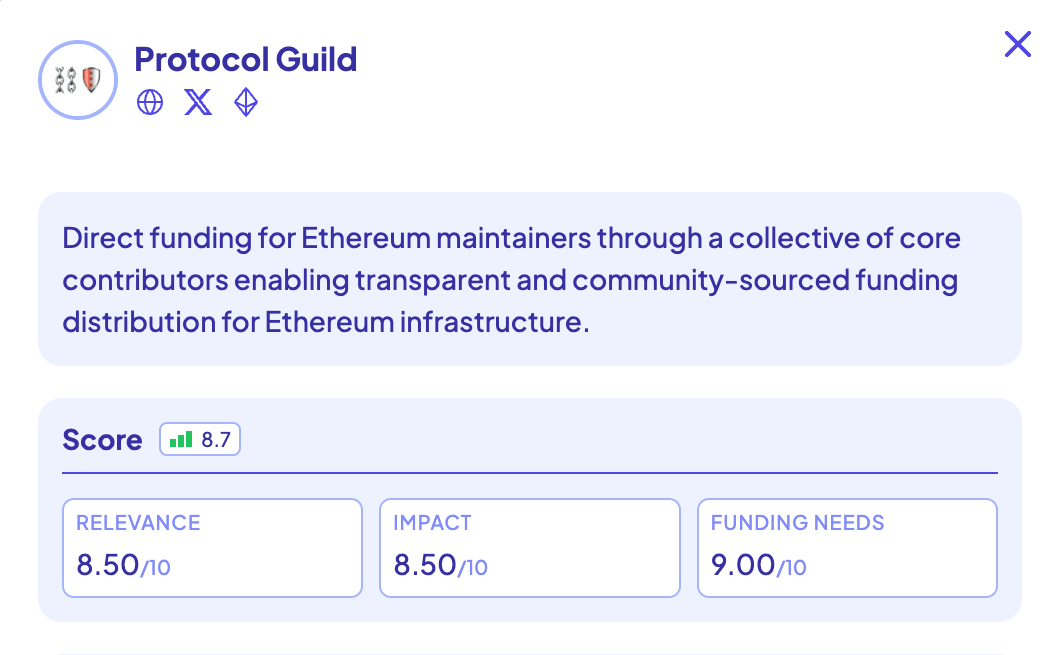 Protocol Guild
Direct funding for Ethereum maintainers through a collective of core
contributors enabling transparent and community-sourced funding
distribution for Ethereum infrastructure.
Score 8.7
RELEVANCE
8.50/10
IMPACT
8.50/10
FUNDING NEEDS
9.00/10